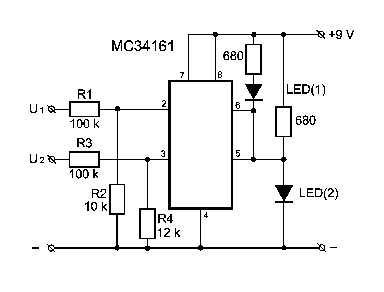 +9 V
MC34161
680
7
8
LED(1)
R1
U1
2
6
100 k
680
R3
U2
3
5
100 k
R2
10 k
LED(2)
R4
12 k
4
–
–